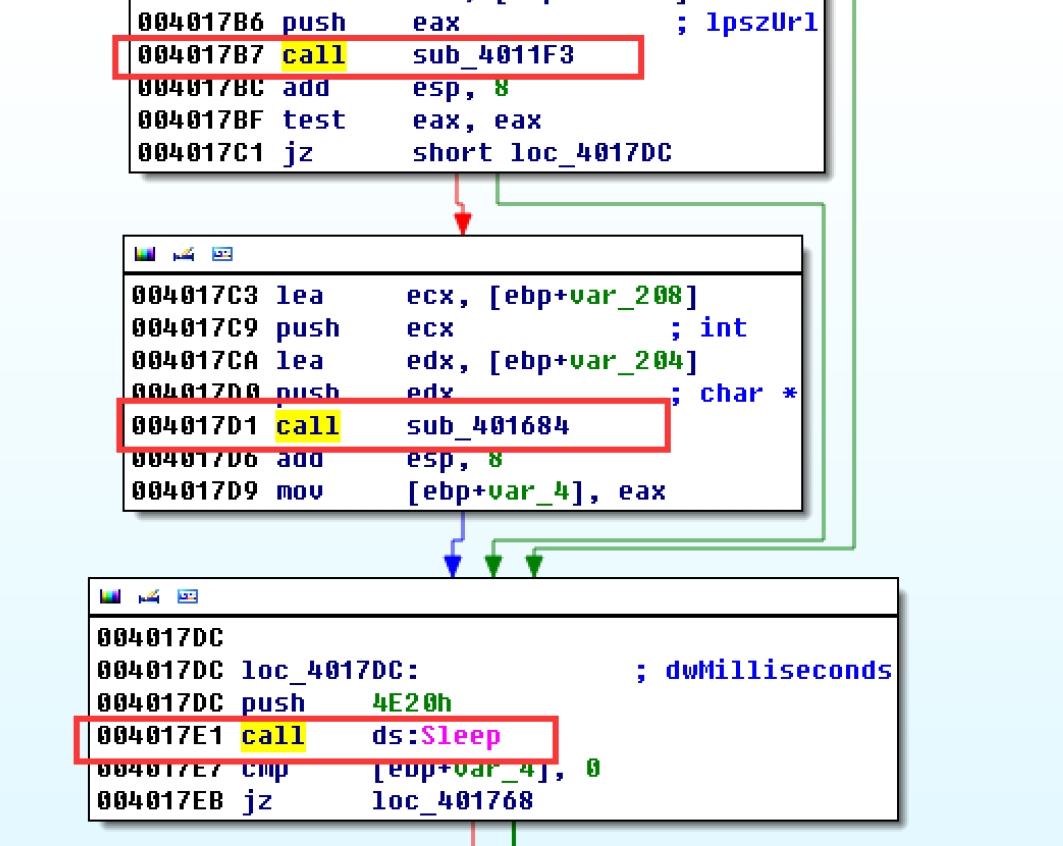 004017B6 push eax ; lpszUrl
004017B7 call sub_4011F3
004017BC add esp, 8
004017BF test eax, eax
004017C1 jz short loc_4017DC
004017C3 lea ecx, [ebp+var_208]
004017C9 push ecx ; int
004017CA lea edx, [ebp+var_204]
004017D0 push edx ; char *
004017D1 call sub_401684
004017D6 add esp, 8
004017D9 mov [ebp+var_4], eax
004017DC
004017DC loc_4017DC: ; dwMilliseconds
004017DC push 4E20h
004017E1 call ds:Sleep
004017E7 cmp [ebp+var_4], 0
004017EB jz loc_401768